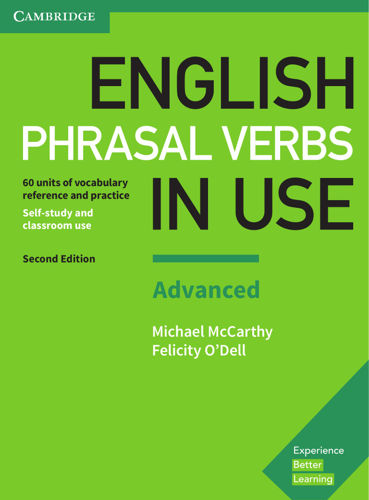 CAMBRIDGE
ENGLISH
PHRASAL VERBS
IN USE
60 units of vocabulary
reference and practice
Self-study and
classroom use
Second Edition
Advanced
Michael McCarthy
Felicity O'Dell
Experience
Better
Learning